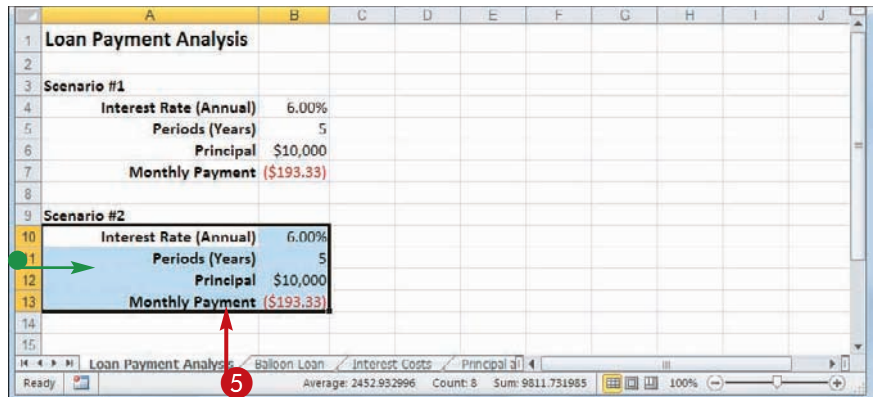 A B C D E F G H I J
1 Loan Payment Analysis
2
3 Scenario #1
4 Interest Rate (Annual) 6.00%
5 Periods (Years) 5
6 Principal $10,000
7 Monthly Payment ($193.33)
8
9 Scenario #2
10 Interest Rate (Annual) 6.00%
11 Periods (Years) 5
12 Principal $10,000
13 Monthly Payment ($193.33)
14
15
Loan Payment Analysis Balloon Loan Interest Costs Principal
5
Ready Average: 2452.932996 Count: 8 Sum: 9811.731985 100%